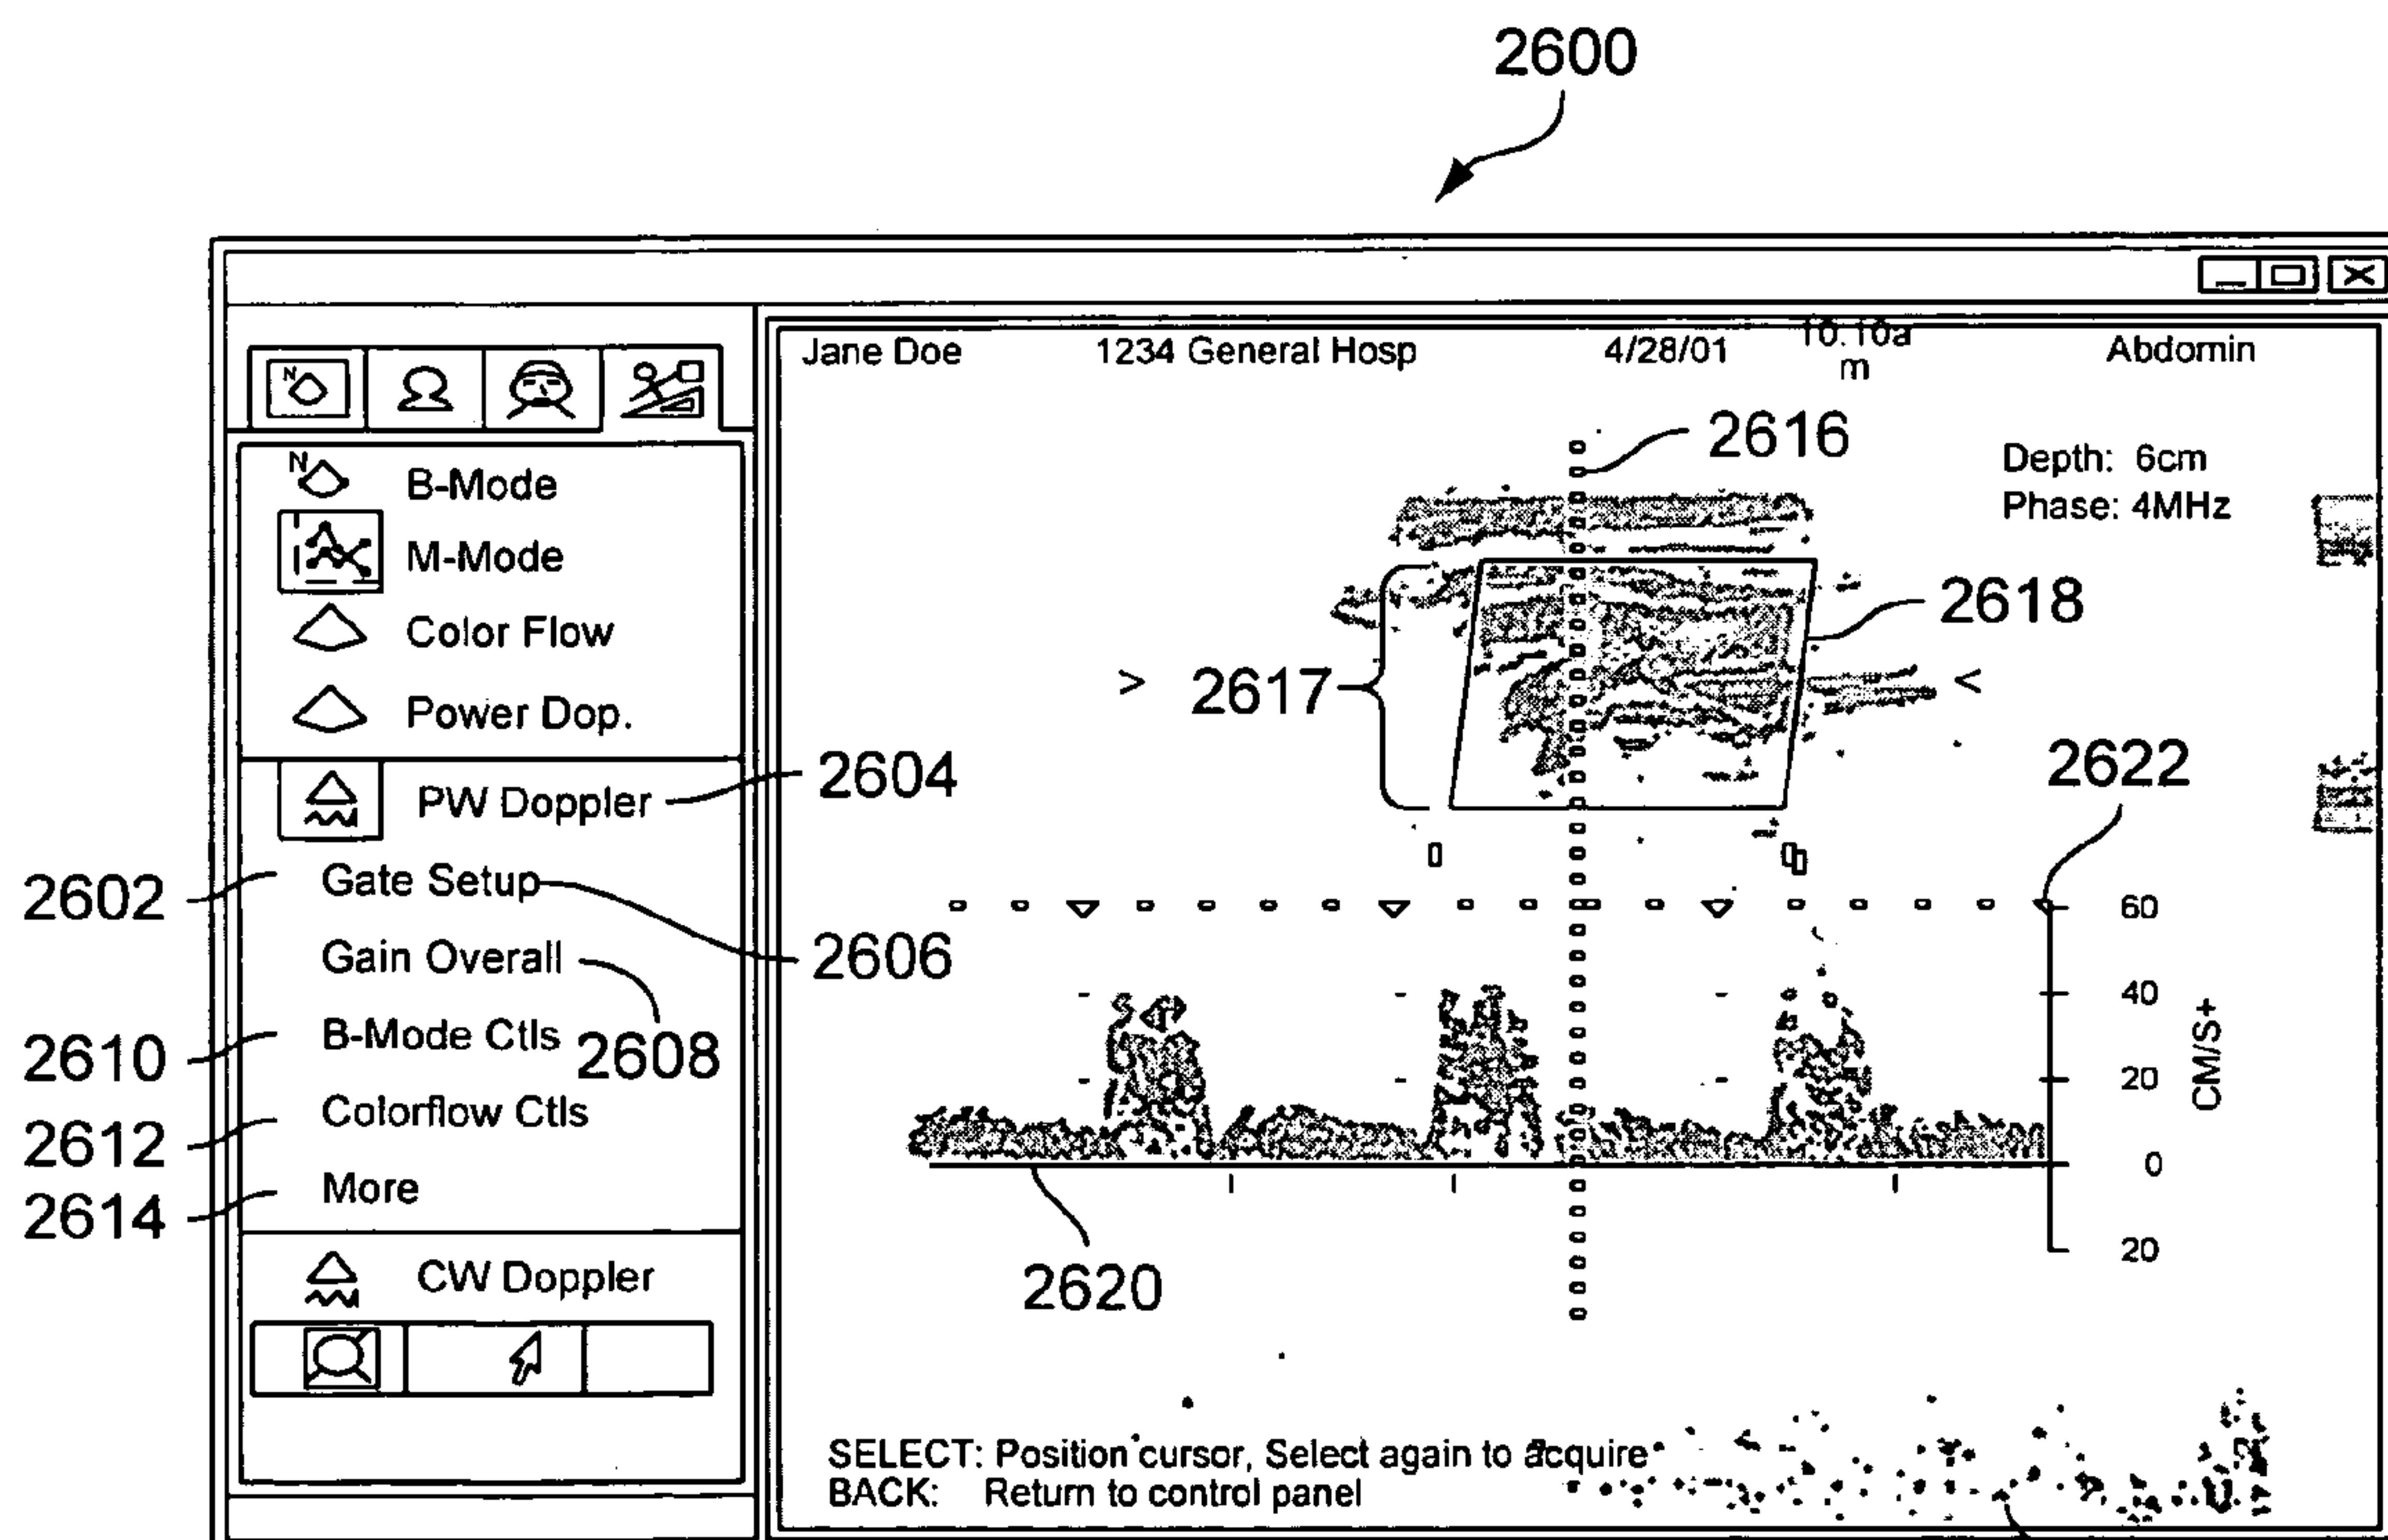 2600
Jane Doe 1234 General Hosp 4/28/01 10:10a Abdomin
m
2616
Depth: 6cm
Phase: 4MHz
N
N
B-Mode
M-Mode
Color Flow
Power Dop.
2618
2617
> <
2604
PW Doppler
2622
2602
Gate Setup
2606
Gain Overall
2608
2610
B-Mode Ctls
2612
Colorflow Ctls
2614
More
CW Doppler
60
40
20
0
20
CM/S+
2620
SELECT: Position cursor, Select again to acquire
BACK: Return to control panel